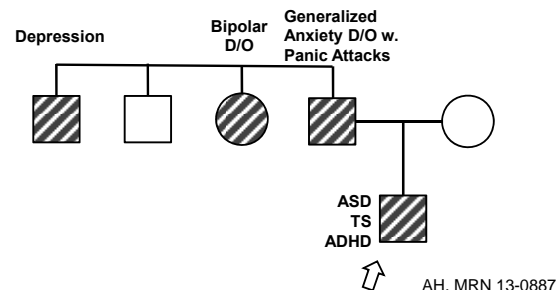 Depression
Bipolar
D/O
Generalized
Anxiety D/O w.
Panic Attacks
ASD
TS
ADHD
AH. MRN 13-0887